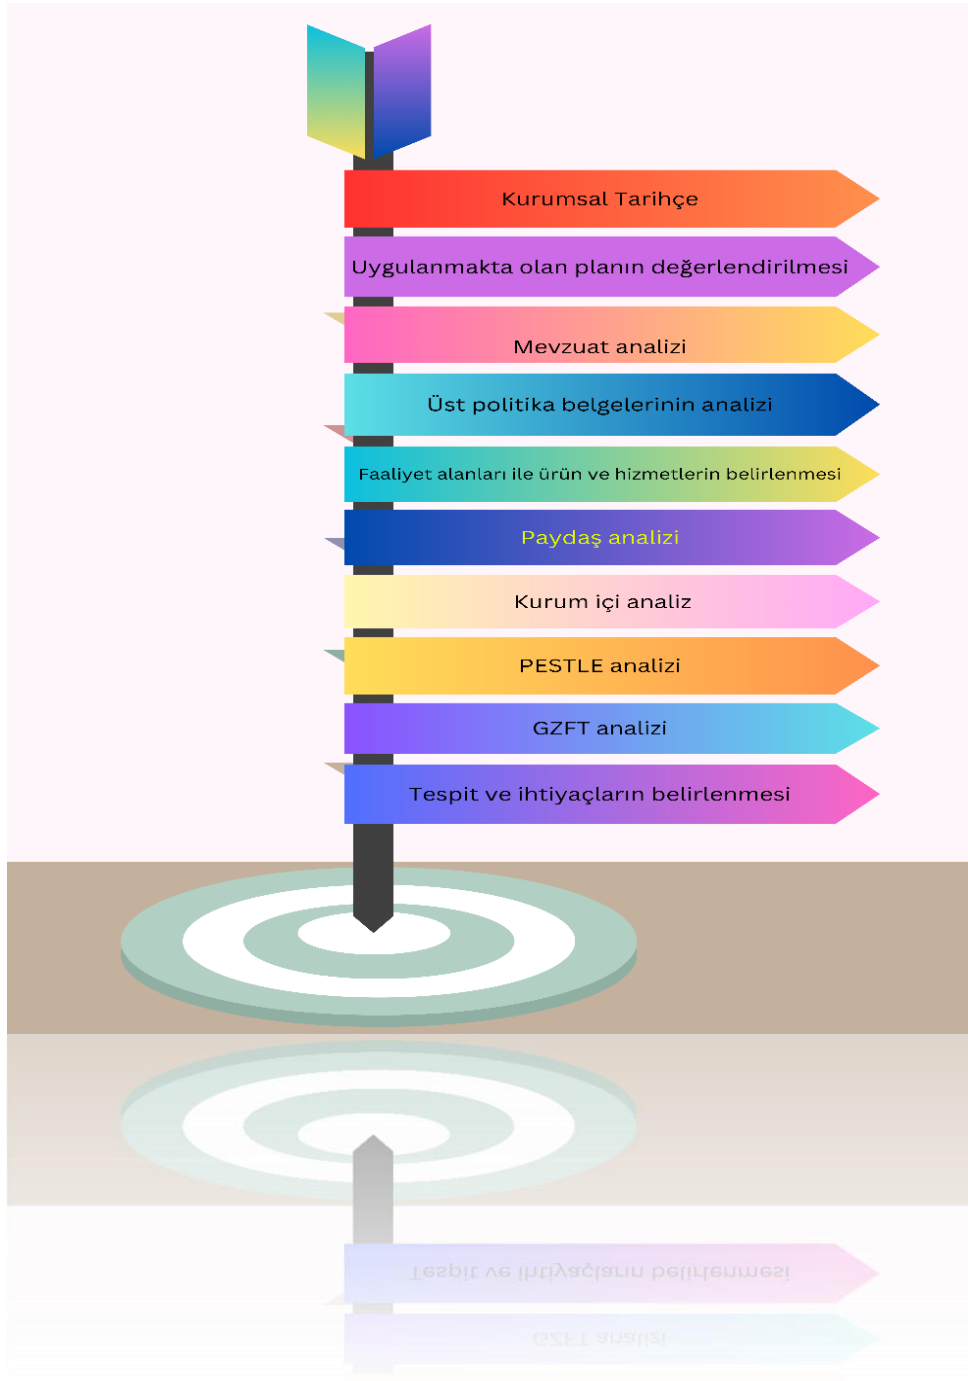 Kurumsal Tarihçe
Uygulanmakta olan planın değerlendirilmesi
Mevzuat analizi
Üst politika belgelerinin analizi
Faaliyet alanları ile ürün ve hizmetlerin belirlenmesi
Paydaş analizi
Kurum içi analiz
PESTLE analizi
GZFT analizi
Tespit ve ihtiyaçların belirlenmesi